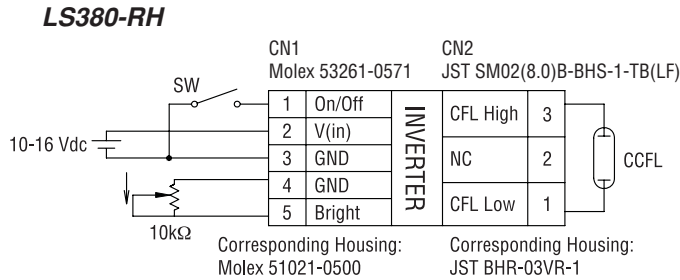 LS380-RH
CN1
Molex 53261-0571
CN2
JST SM02(8.0)B-BHS-1-TB(LF)
SW
10-16 Vdc
10kΩ
1 On/Off
2 V(in)
3 GND
4 GND
5 Bright
INVERTER
CFL High 3
NC 2
CFL Low 1
CCFL
Corresponding Housing:
Molex 51021-0500
Corresponding Housing:
JST BHR-03VR-1